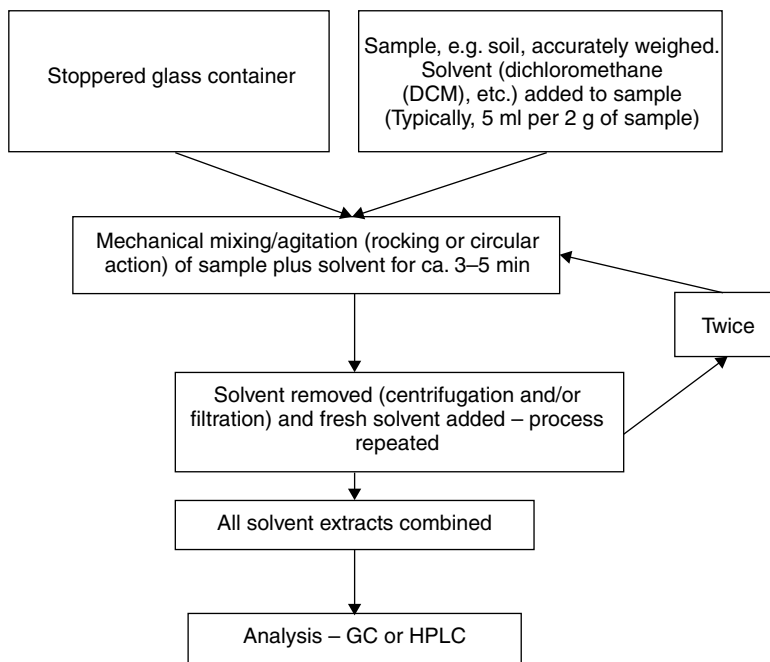 Stoppered glass container
Sample, e.g. soil, accurately weighed.
Solvent (dichloromethane
(DCM), etc.) added to sample
(Typically, 5 ml per 2 g of sample)
Mechanical mixing/agitation (rocking or circular
action) of sample plus solvent for ca. 3–5 min
Twice
Solvent removed (centrifugation and/or
filtration) and fresh solvent added – process
repeated
All solvent extracts combined
Analysis – GC or HPLC